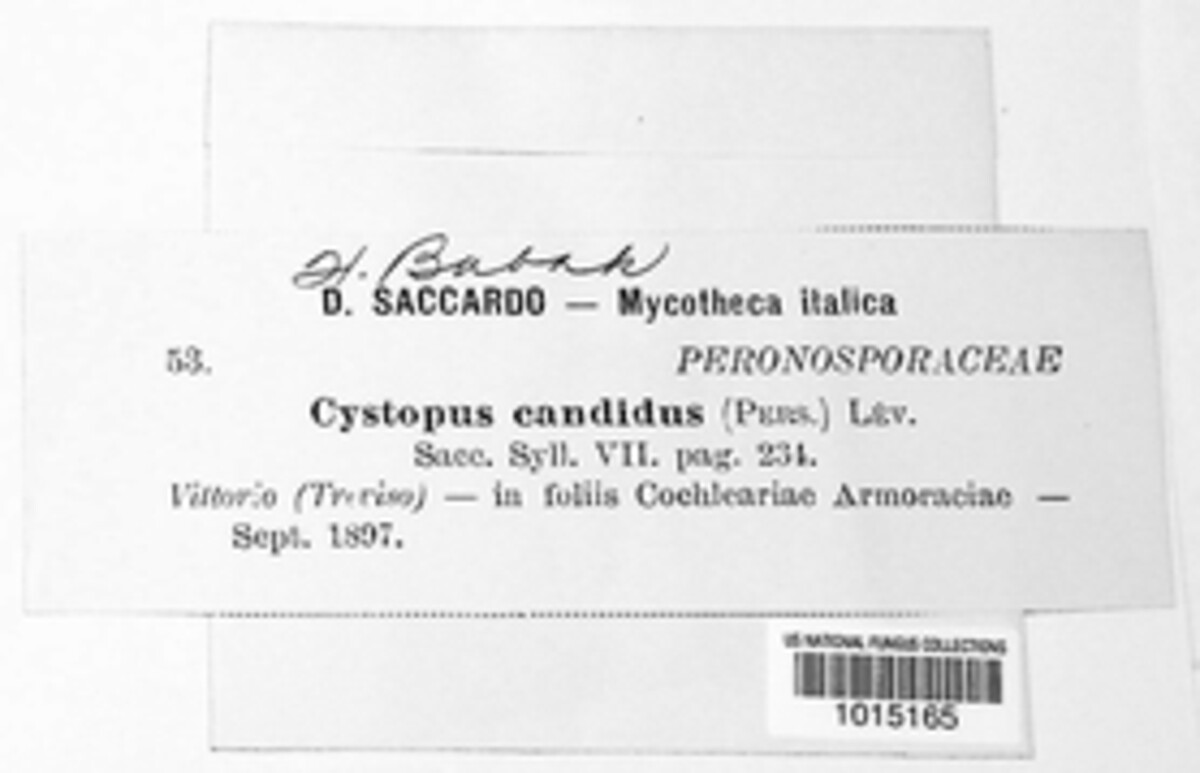 H. Babak
D. SACCARDO — Mycotheca italica
53. PERONOSPORACEAE
Cystopus candidus (PERS.) LÉV.
Sacc. Syll. VII. pag. 234.
Vittorio (Treviso) — in foliis Cochleariae Armoraciae —
Sept. 1897.
US NATIONAL FUNGUS COLLECTIONS
1015165